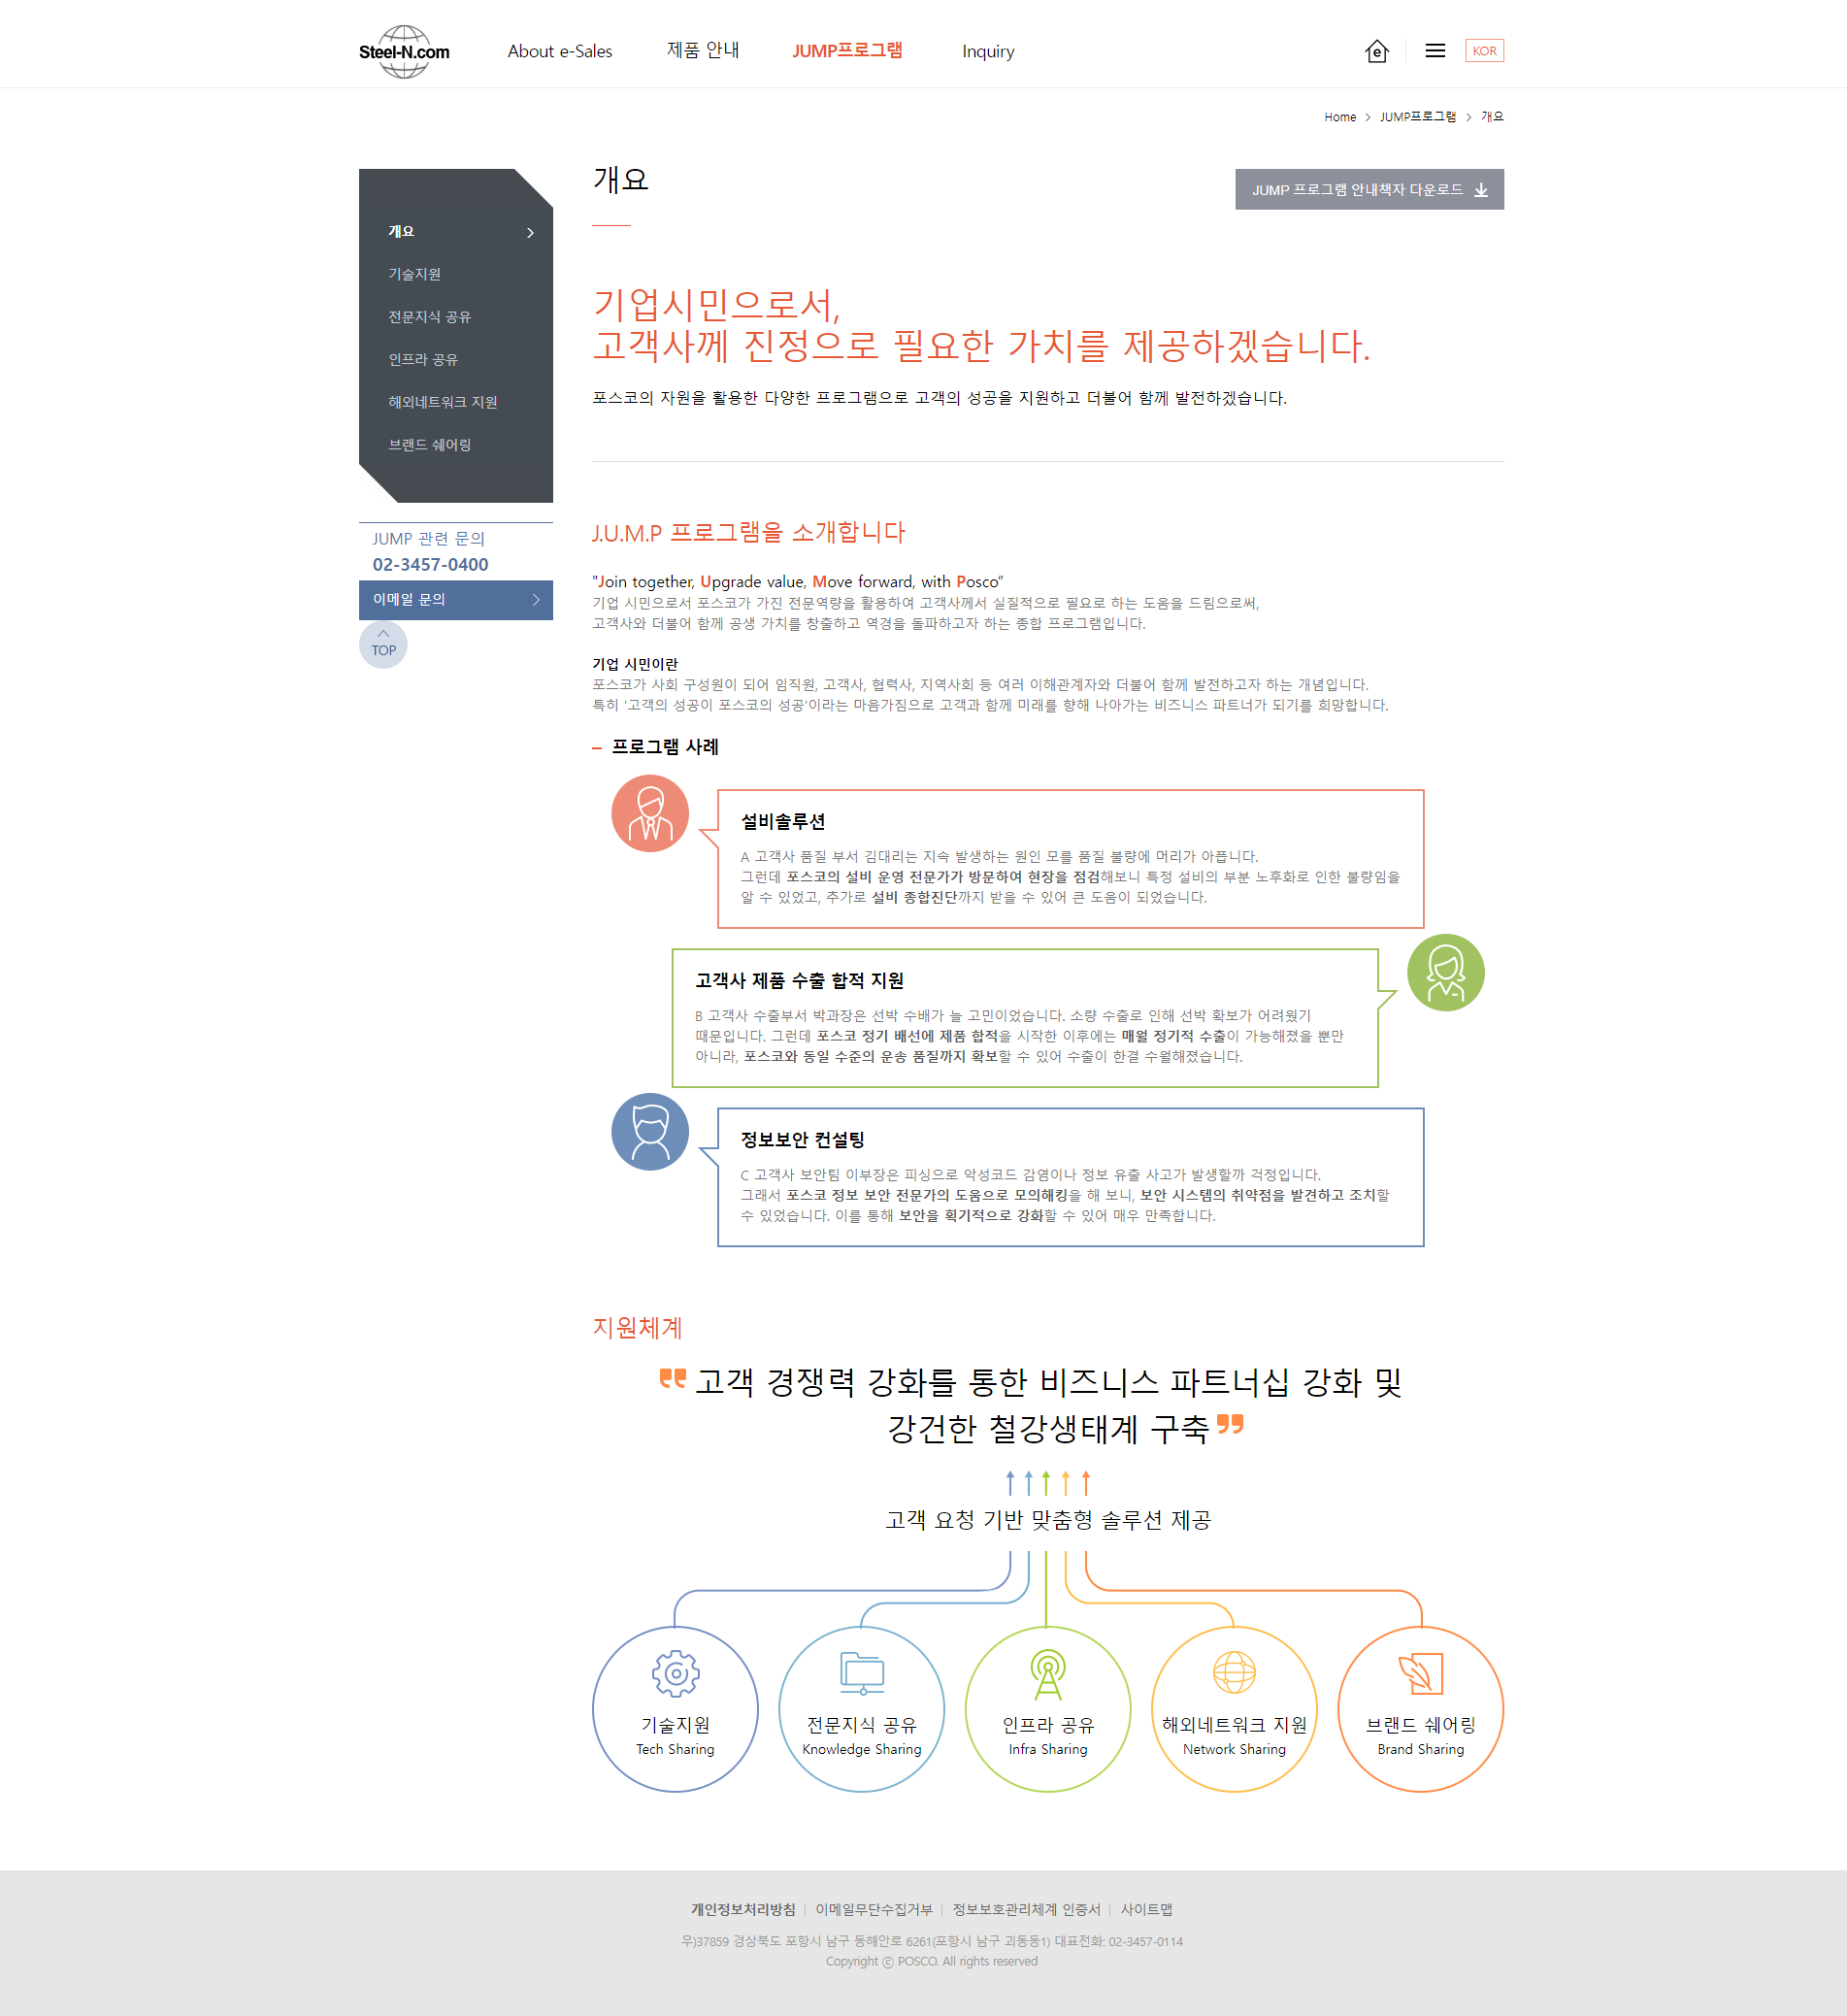 Steel-N.com
About e-Sales 제품 안내 JUMP프로그램 Inquiry
e
KOR
Home > JUMP프로그램 > 개요
개요
기술지원
전문지식 공유
인프라 공유
해외네트워크 지원
브랜드 쉐어링
JUMP 관련 문의
02-3457-0400
이메일 문의
TOP
개요
JUMP 프로그램 안내책자 다운로드
기업시민으로서,
고객사께 진정으로 필요한 가치를 제공하겠습니다.
포스코의 자원을 활용한 다양한 프로그램으로 고객의 성공을 지원하고 더불어 함께 발전하겠습니다.
J.U.M.P 프로그램을 소개합니다
"Join together, Upgrade value, Move forward, with Posco”
기업 시민으로서 포스코가 가진 전문역량을 활용하여 고객사께서 실질적으로 필요로 하는 도움을 드림으로써,
고객사와 더불어 함께 공생 가치를 창출하고 역경을 돌파하고자 하는 종합 프로그램입니다.
기업 시민이란
포스코가 사회 구성원이 되어 임직원, 고객사, 협력사, 지역사회 등 여러 이해관계자와 더불어 함께 발전하고자 하는 개념입니다.
특히 '고객의 성공이 포스코의 성공'이라는 마음가짐으로 고객과 함께 미래를 향해 나아가는 비즈니스 파트너가 되기를 희망합니다.
프로그램 사례
설비솔루션
A 고객사 품질 부서 김대리는 지속 발생하는 원인 모를 품질 불량에 머리가 아픕니다.
그런데 포스코의 설비 운영 전문가가 방문하여 현장을 점검해보니 특정 설비의 부분 노후화로 인한 불량임을
알 수 있었고, 추가로 설비 종합진단까지 받을 수 있어 큰 도움이 되었습니다.
고객사 제품 수출 합적 지원
B 고객사 수출부서 박과장은 선박 수배가 늘 고민이었습니다. 소량 수출로 인해 선박 확보가 어려웠기
때문입니다. 그런데 포스코 정기 배선에 제품 합적을 시작한 이후에는 매월 정기적 수출이 가능해졌을 뿐만
아니라, 포스코와 동일 수준의 운송 품질까지 확보할 수 있어 수출이 한결 수월해졌습니다.
정보보안 컨설팅
C 고객사 보안팀 이부장은 피싱으로 악성코드 감염이나 정보 유출 사고가 발생할까 걱정입니다.
그래서 포스코 정보 보안 전문가의 도움으로 모의해킹을 해 보니, 보안 시스템의 취약점을 발견하고 조치할
수 있었습니다. 이를 통해 보안을 획기적으로 강화할 수 있어 매우 만족합니다.
지원체계
❝ 고객 경쟁력 강화를 통한 비즈니스 파트너십 강화 및
강건한 철강생태계 구축 ❞
고객 요청 기반 맞춤형 솔루션 제공
기술지원
Tech Sharing
전문지식 공유
Knowledge Sharing
인프라 공유
Infra Sharing
해외네트워크 지원
Network Sharing
브랜드 쉐어링
Brand Sharing
개인정보처리방침 | 이메일무단수집거부 | 정보보호관리체계 인증서 | 사이트맵
우)37859 경상북도 포항시 남구 동해안로 6261(포항시 남구 괴동동1) 대표전화: 02-3457-0114
Copyright ⓒ POSCO. All rights reserved